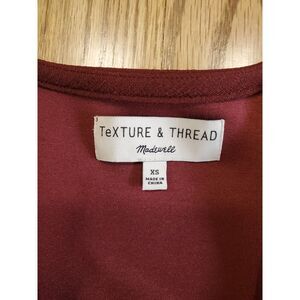 TeXTURE & THREAD
Madewell
XS
MADE IN
CHINA